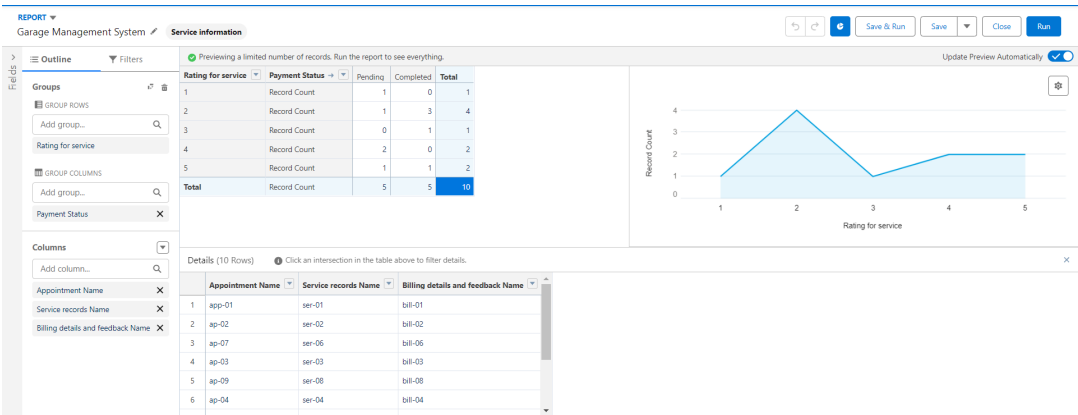 REPORT
Garage Management System Service information
Save & Run Save Close Run
Fields
Outline Filters
Previewing a limited number of records. Run the report to see everything.
Update Preview Automatically
Groups
GROUP ROWS
Add group...
Rating for service
GROUP COLUMNS
Add group...
Payment Status
Columns
Add column...
Appointment Name
Service records Name
Billing details and feedback Name
Rating for service Payment Status Pending Completed Total
1 Record Count 1 0 1
2 Record Count 1 3 4
3 Record Count 0 1 1
4 Record Count 2 0 2
5 Record Count 1 1 2
Total Record Count 5 5 10
Record Count
4
3
2
1
0
1 2 3 4 5
Rating for service
Details (10 Rows) Click an intersection in the table above to filter details.
Appointment Name Service records Name Billing details and feedback Name
1 app-01 ser-01 bill-01
2 ap-02 ser-02 bill-02
3 ap-07 ser-06 bill-06
4 ap-03 ser-03 bill-03
5 ap-09 ser-08 bill-08
6 ap-04 ser-04 bill-04